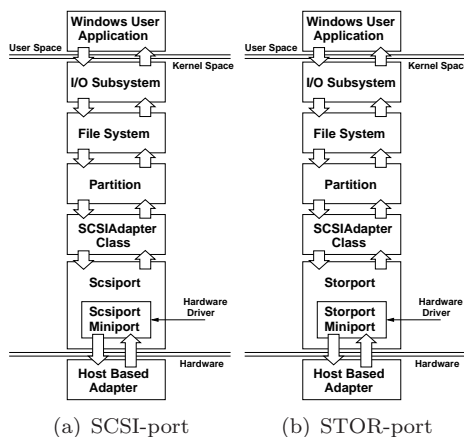 Windows User
Application
User Space
Kernel Space
I/O Subsystem
File System
Partition
SCSIAdapter
Class
Scsiport
Scsiport
Miniport
Hardware
Driver
Hardware
Host Based
Adapter
(a) SCSI-port
Windows User
Application
User Space
Kernel Space
I/O Subsystem
File System
Partition
SCSIAdapter
Class
Storport
Storport
Miniport
Hardware
Driver
Hardware
Host Based
Adapter
(b) STOR-port